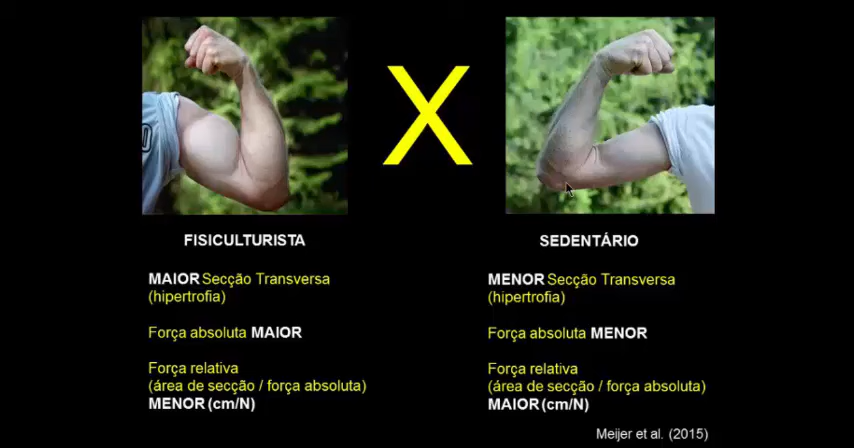 X
FISICULTURISTA
MAIOR Secção Transversa
(hipertrofia)
Força absoluta MAIOR
Força relativa
(área de secção / força absoluta)
MENOR (cm/N)
SEDENTÁRIO
MENOR Secção Transversa
(hipertrofia)
Força absoluta MENOR
Força relativa
(área de secção / força absoluta)
MAIOR (cm/N)
Meijer et al. (2015)